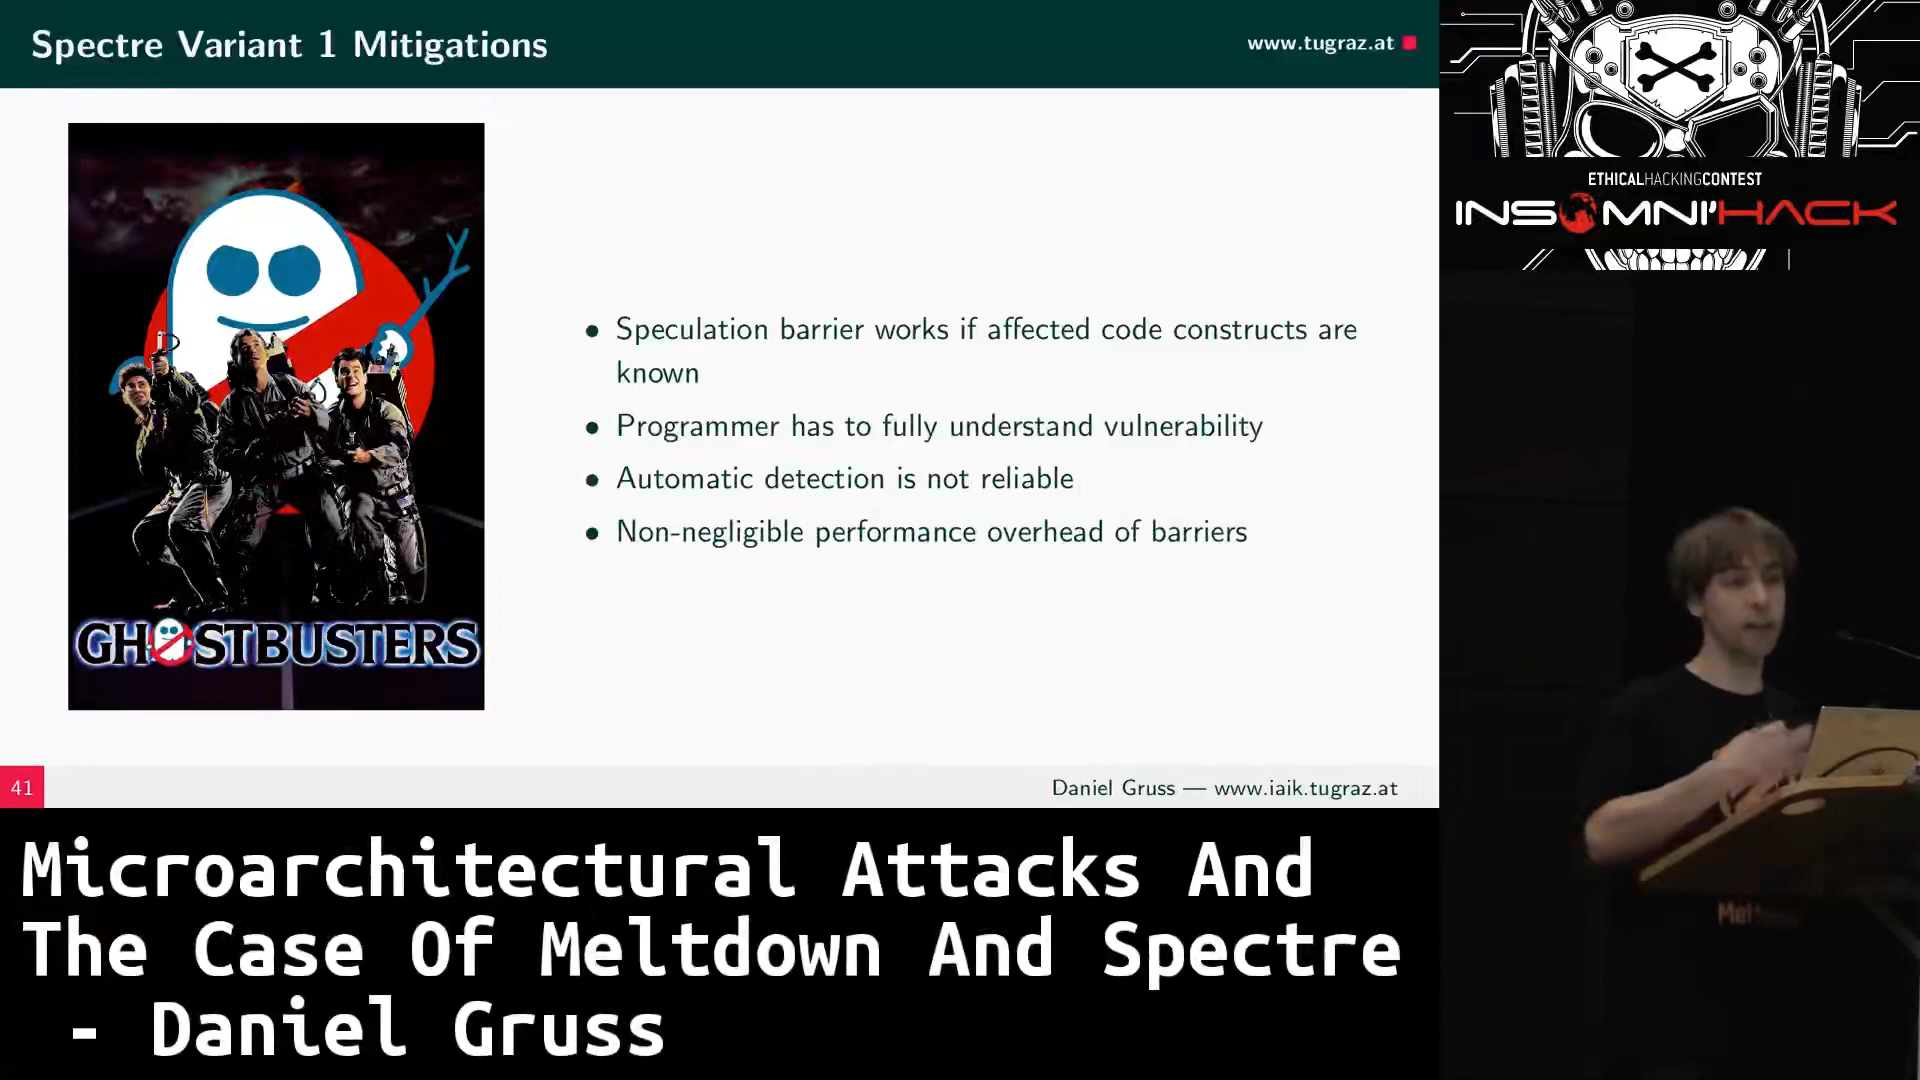 Spectre Variant 1 Mitigations
www.tugraz.at
ETHICALHACKINGCONTEST
INSOMNI'HACK
• Speculation barrier works if affected code constructs are
known
• Programmer has to fully understand vulnerability
• Automatic detection is not reliable
• Non-negligible performance overhead of barriers
GHOSTBUSTERS
41
Daniel Gruss — www.iaik.tugraz.at
Microarchitectural Attacks And
The Case Of Meltdown And Spectre
- Daniel Gruss